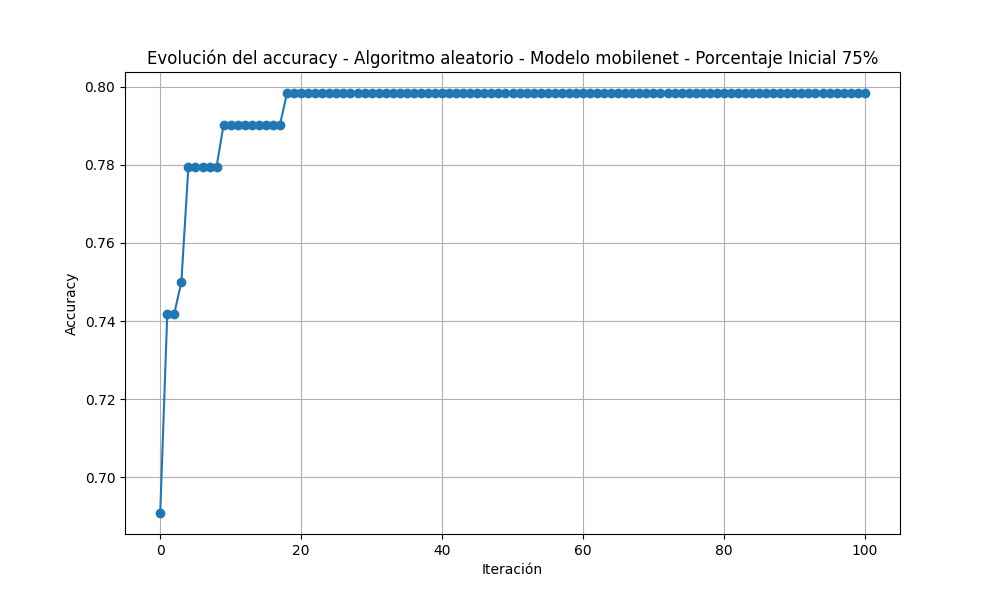 Evolución del accuracy - Algoritmo aleatorio - Modelo mobilenet - Porcentaje Inicial 75%
0.80
0.78
0.76
0.74
0.72
0.70
Accuracy
0 20 40 60 80 100
Iteración